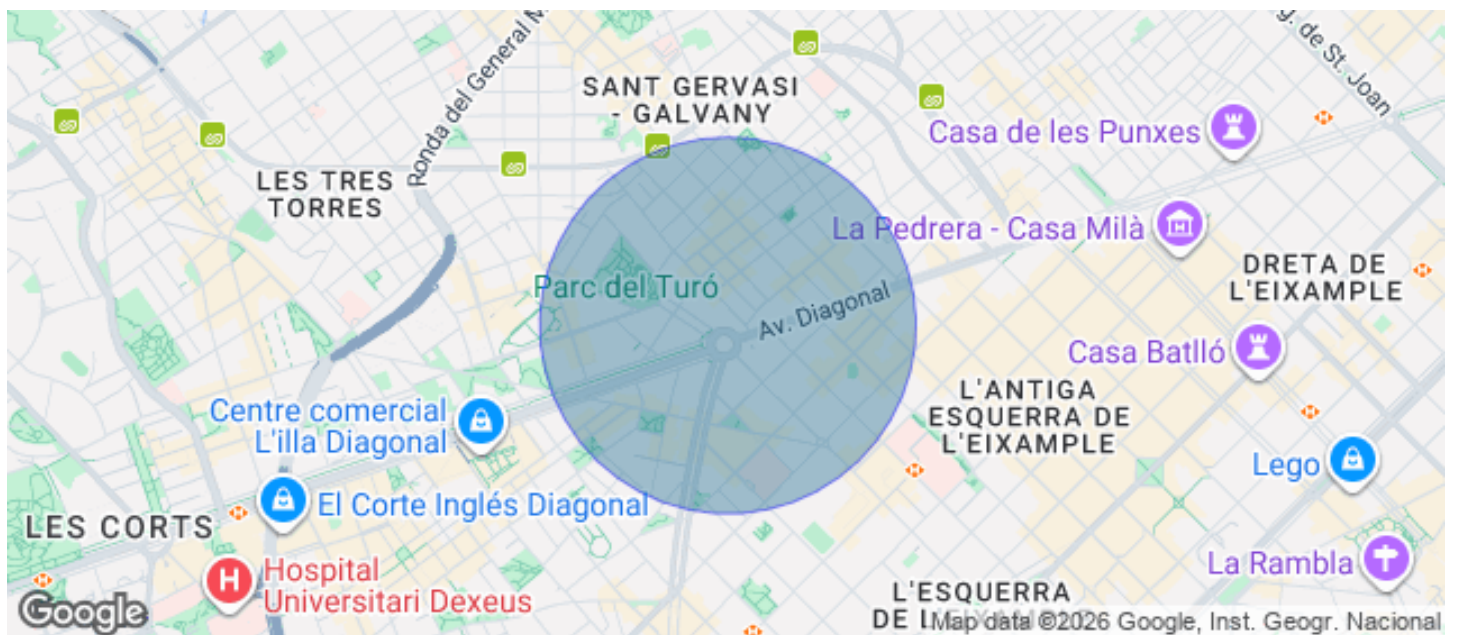 SANT GERVASI
- GALVANY
Ronda del General M
g. de St. Joan
Casa de les Punxes
LES TRES
TORRES
La Pedrera - Casa Milà
DRETA DE
L'EIXAMPLE
Parc del Turó
Av. Diagonal
Casa Batlló
L'ANTIGA
ESQUERRA DE
L'EIXAMPLE
Centre comercial
L'illa Diagonal
Lego
El Corte Inglés Diagonal
LES CORTS
La Rambla
H
Hospital
Universitari Dexeus
L'ESQUERRA
DE L'
Google
Map data ©2026 Google, Inst. Geogr. Nacional